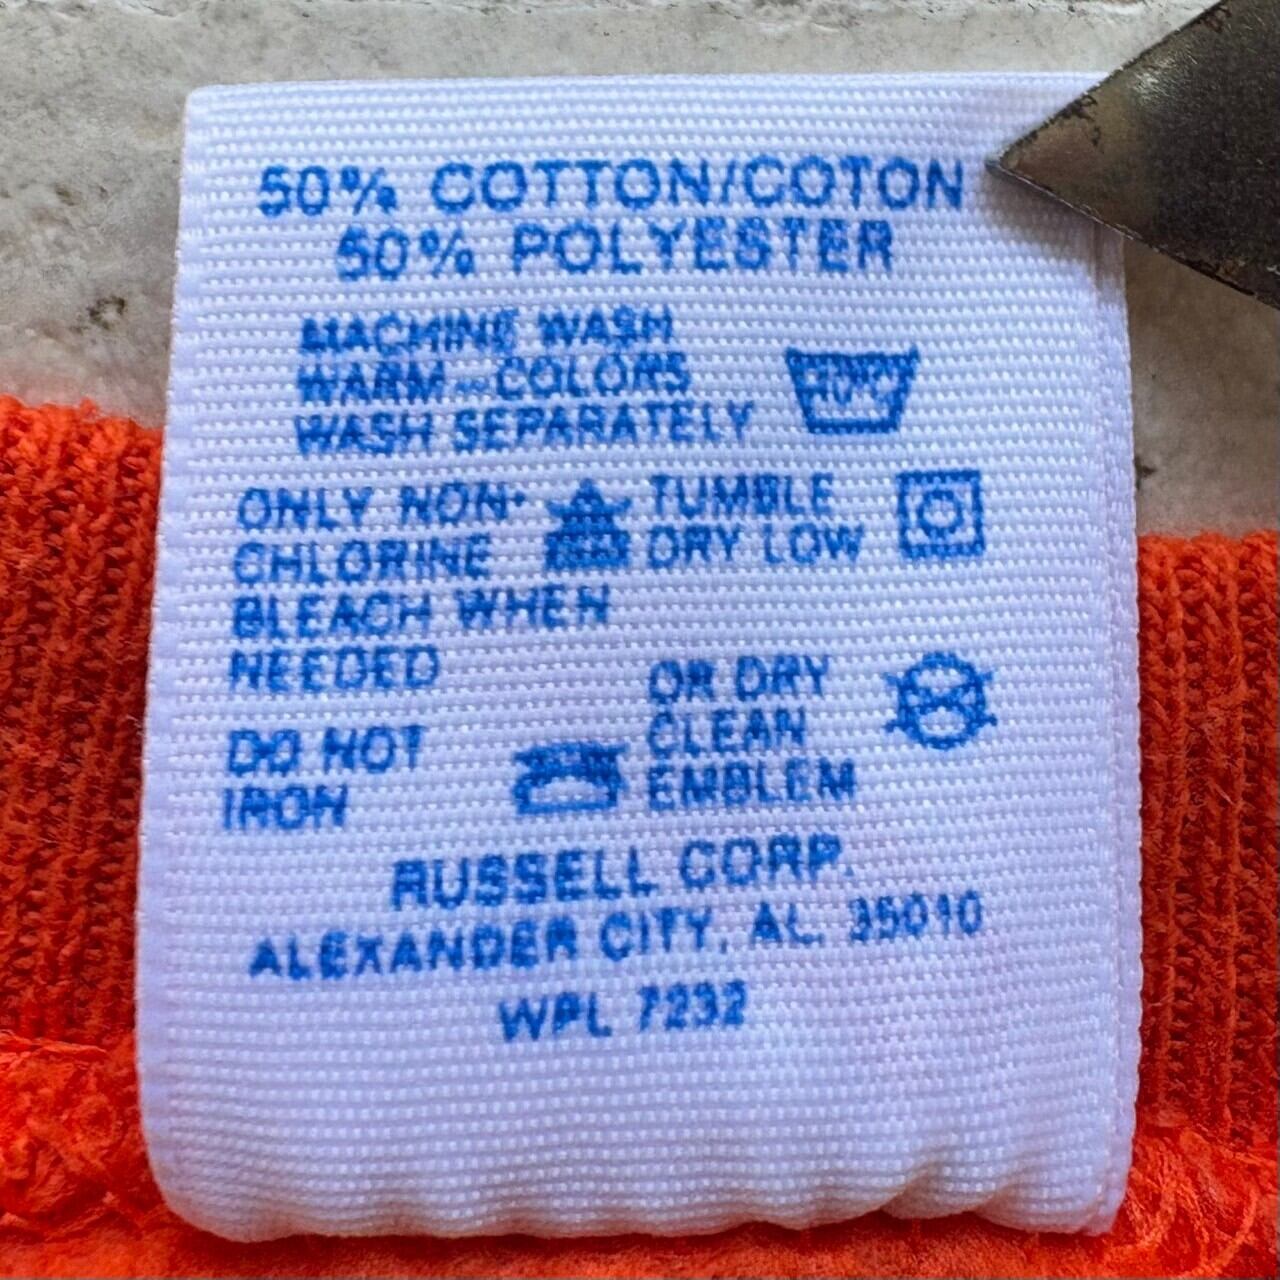 50% COTTON/COTON
50% POLYESTER
MACHINE WASH
WARM-COLORS
WASH SEPARATELY
40°C
ONLY NON-
CHLORINE
BLEACH WHEN
NEEDED
TUMBLE
DRY LOW
DO NOT
IRON
OR DRY
CLEAN
EMBLEM
RUSSELL CORP.
ALEXANDER CITY, AL. 35010
WPL 7232